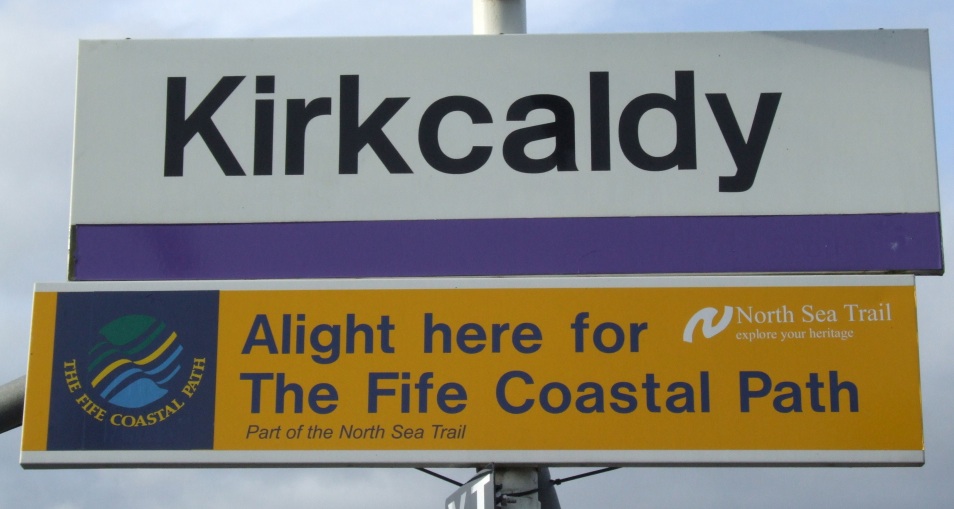 Kirkcaldy
Alight here for
North Sea Trail
explore your heritage
The Fife Coastal Path
Part of the North Sea Trail
THE FIFE COASTAL PATH